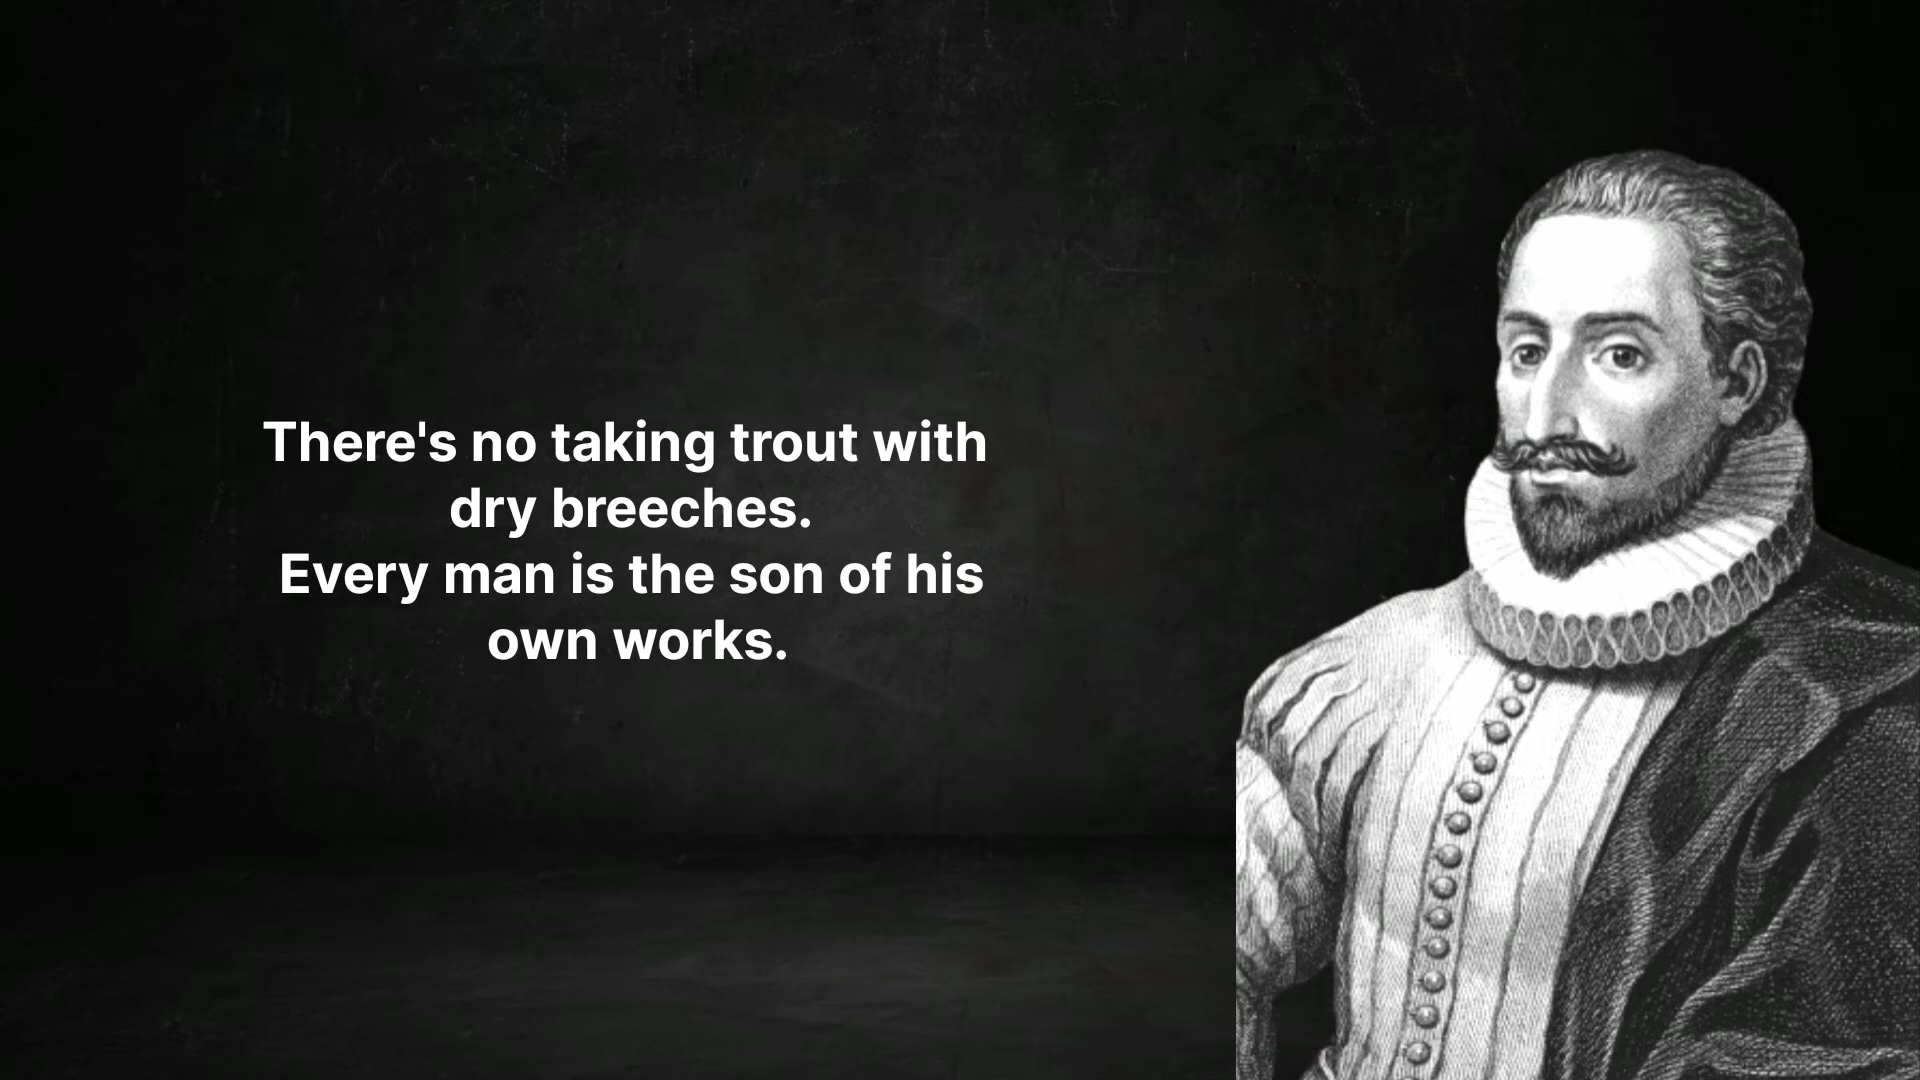 There's no taking trout with
dry breeches.
Every man is the son of his
own works.